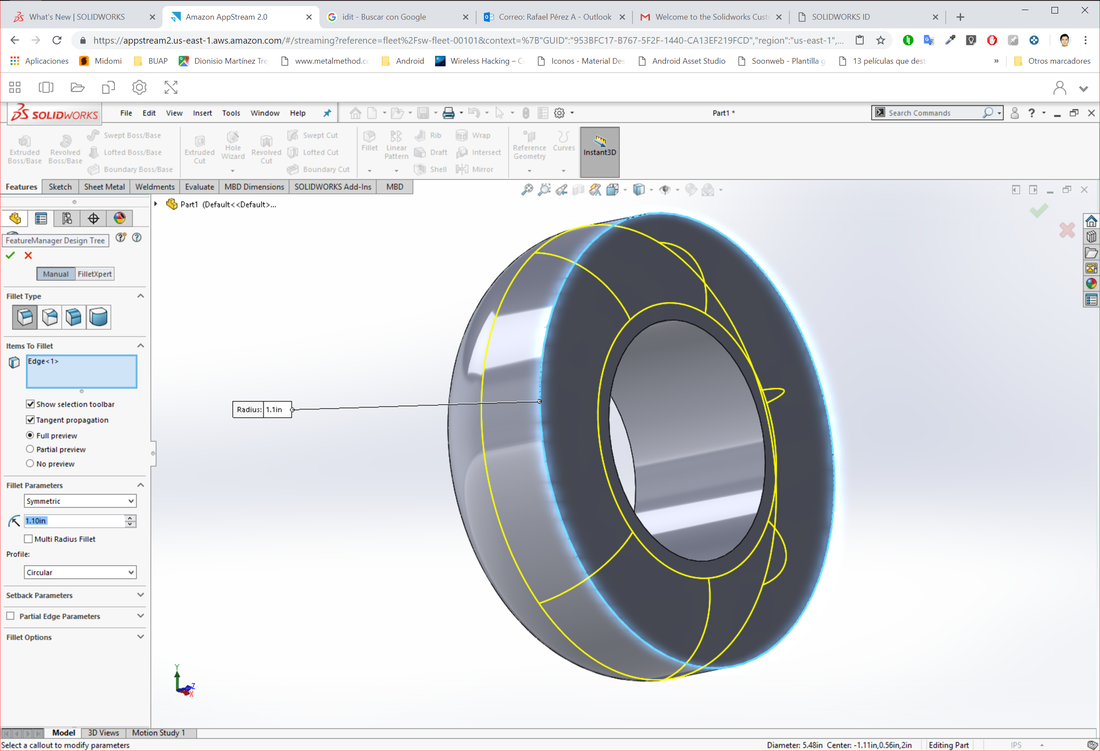 What's New | SOLIDWORKS
Amazon AppStream 2.0
idit - Buscar con Google
Correo: Rafael Pérez A - Outlook
Welcome to the Solidworks Cust
SOLIDWORKS ID
https://appstream2.us-east-1.aws.amazon.com/#/streaming?reference=fleet%2Fsw-fleet-00101&context=%7B"GUID":"953BFC17-B767-5F2F-1440-CA13EF219FCD","region":"us-east-1",...
Aplicaciones
Midomi
BUAP
Dionisio Martínez Tr
www.metalmethod.c
Android
Wireless Hacking – C
Iconos - Material Des
Android Asset Studio
Soonweb - Plantilla g
13 películas que dest
»
Otros marcadores
SOLIDWORKS
File Edit View Insert Tools Window Help
Part1 *
Search Commands
Extruded Boss/Base
Revolved Boss/Base
Swept Boss/Base
Lofted Boss/Base
Boundary Boss/Base
Extruded Cut
Hole Wizard
Revolved Cut
Swept Cut
Lofted Cut
Boundary Cut
Fillet
Linear Pattern
Rib
Draft
Shell
Wrap
Intersect
Mirror
Reference Geometry
Curves
Instant3D
Features Sketch Sheet Metal Weldments Evaluate MBD Dimensions SOLIDWORKS Add-Ins MBD
Part1 (Default<<Default>...
FeatureManager Design Tree
Manual FilletXpert
Fillet Type
Items To Fillet
Edge<1>
Show selection toolbar
Tangent propagation
Full preview
Partial preview
No preview
Fillet Parameters
Symmetric
1.10in
Multi Radius Fillet
Profile:
Circular
Setback Parameters
Partial Edge Parameters
Fillet Options
Radius: 1.1in
Y
Z
X
Model 3D Views Motion Study 1
Select a callout to modify parameters
Diameter: 5.48in Center: -1.11in,0.56in,2in
Editing Part
IPS